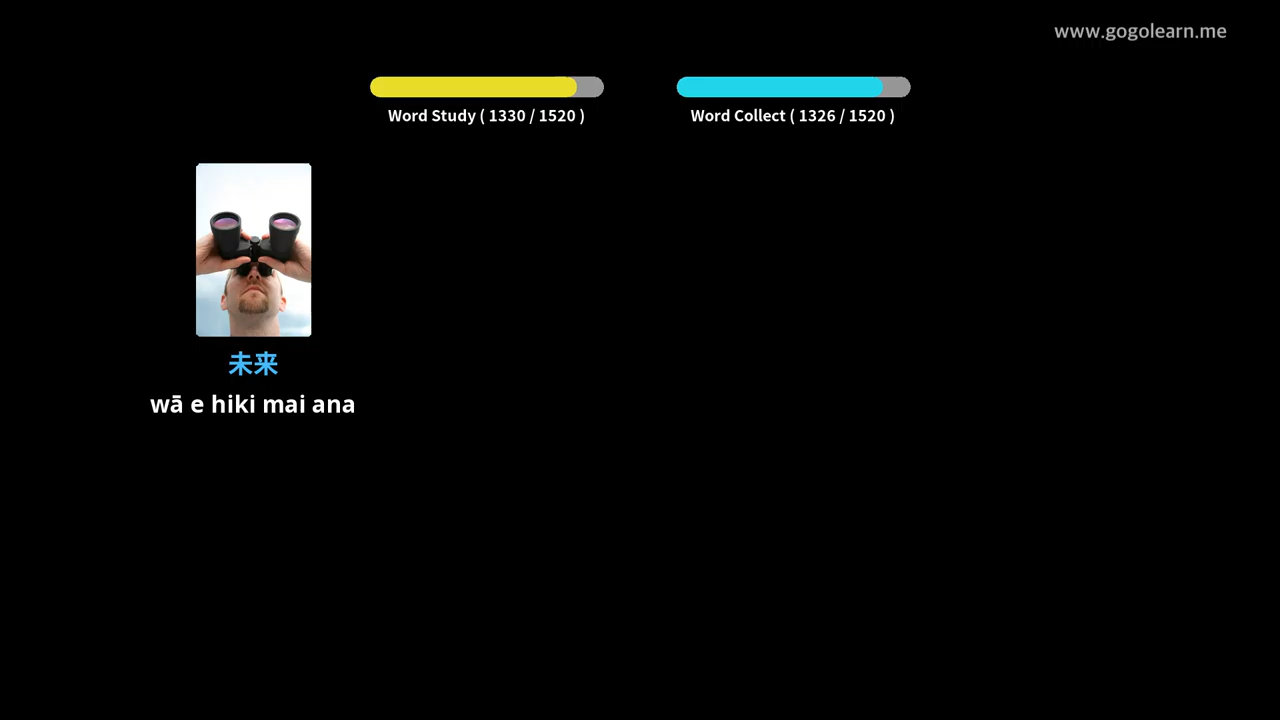 www.gogolearn.me
Word Study ( 1330 / 1520 )
Word Collect ( 1326 / 1520 )
未来
wā e hiki mai ana